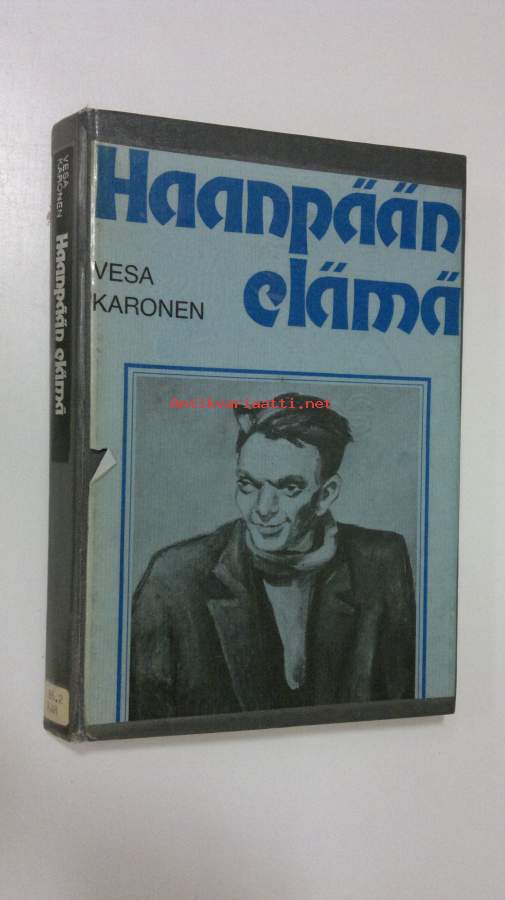 Haanpään
elämä
VESA
KARONEN
VESA
KARONEN
Haanpään elämä
Antikvariaatti.net